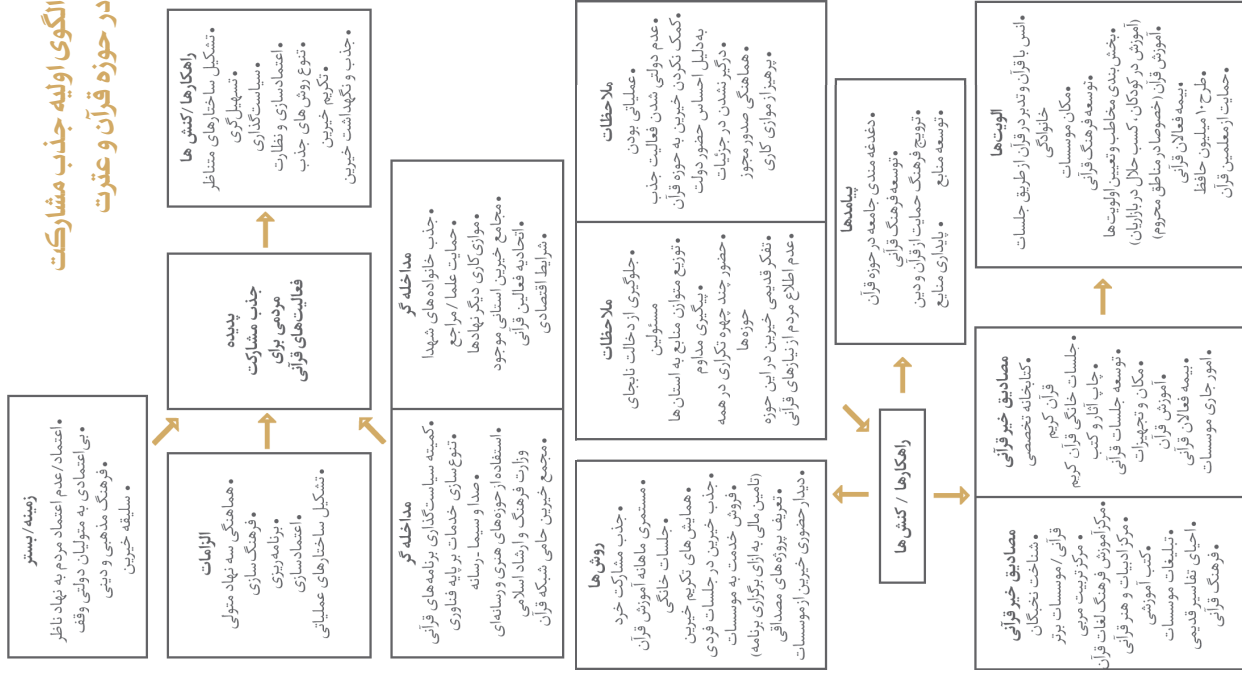 الگوی اولیه جذب مشارکت
در حوزه قرآن و عترت
زمینه/بستر
• اعتماد/عدم اعتماد مردم به نهاد ناظر
• بی‌اعتمادی به متولیان دولتی وقف
• فرهنگ مذهبی و دینی
• سلیقه خیرین
الزامات
• هماهنگی سه نهاد متولی
• فرهنگ‌سازی
• برنامه‌ریزی
• اعتمادسازی
• تشکیل ساختارهای عملیاتی
پدیده
جذب مشارکت
مردمی برای
فعالیت‌های قرآنی
راهکارها/کنش ها
• تشکیل ساختارهای متناظر
• تسهیل‌گری
• سیاست‌گذاری
• اعتمادسازی و نظارت
• تنوع روش های جذب
• تکریم خیرین
• جذب و نگهداشت خیرین
مداخله گر
• کمیته سیاست‌گذاری برنامه‌های قرآنی
• تنوع‌سازی خدمات بر پایه فناوری
• صدا و سیما - رسانه
• استفاده از حوزه‌های هنری و رسانه‌ای
وزارت فرهنگ و ارشاد اسلامی
• مجمع خیرین حامی شبکه قرآن
مداخله گر
• جذب خانواده های شهدا
• حمایت علما/مراجع
• موازی‌کاری دیگر نهادها
• مجامع خیرین استانی موجود
• اتحادیه فعالین قرآنی
• شرایط اقتصادی
روش‌ها
• جذب مشارکت خرد
• مستمری ماهانه آموزش قرآن
• جلسات خانگی
• همایش های تکریم خیرین
• جذب خیرین در جلسات فردی
• فروش خدمت به موسسات
(تامین مالی به ازای برگزاری برنامه)
• تعریف پروژه‌های مصداقی
• دیدار حضوری خیرین از موسسات
ملاحظات
• جلوگیری از دخالت نابجای
مسئولین
• توزیع متوازن منابع به استان‌ها
• پیگیری مداوم
• حضور چند چهره تکراری در همه
حوزه‌ها
• تفکر قدیمی خیرین در این حوزه
• عدم اطلاع مردم از نیازهای قرآنی
ملاحظات
• عملیاتی بودن
• عدم دولتی شدن فعالیت جذب
• کمک نکردن خیرین به حوزه قرآن
به دلیل احساس حضور دولت
• درگیر نشدن در جزئیات
• هماهنگی صدور مجوز
• پرهیز از موازی کاری
راهکارها / کنش ها
پیامدها
• دغدغه مندی جامعه در حوزه قرآن
• توسعه فرهنگ قرآنی
• ترویج فرهنگ حمایت از قرآن و دین
• پایداری منابع • توسعه منابع
مصادیق خیر قرآنی
• شناخت نخبگان
قرآنی/موسسات برتر
• مرکز تربیت مربی
• مرکز آموزش فرهنگ لغات قرآن
• مرکز ادبیات و هنر قرآنی
• کتب آموزشی
• تبلیغات موسسات
• احیای تفاسیر قدیمی
• فرهنگ قرآنی
مصادیق خیر قرآنی
• کتابخانه تخصصی
قرآن کریم
• جلسات خانگی قرآن کریم
• چاپ آثار و کتب
• توسعه جلسات قرآنی
• مکان و تجهیزات
• آموزش قرآن
• بیمه فعالان قرآنی
• امور جاری موسسات
الویت‌ها
• انس با قرآن و تدبر در قرآن از طریق جلسات
خانوادگی
• مکان موسسات
• توسعه فرهنگ قرآنی
• بخش بندی مخاطب و تعیین اولویت‌ها
(آموزش در کودکان، کسب حلال در بازاریان)
• آموزش قرآن (خصوصا در مناطق محروم)
• بیمه فعالان قرآنی
• طرح ۱۰ میلیون حافظ
• حمایت از معلمین قرآن